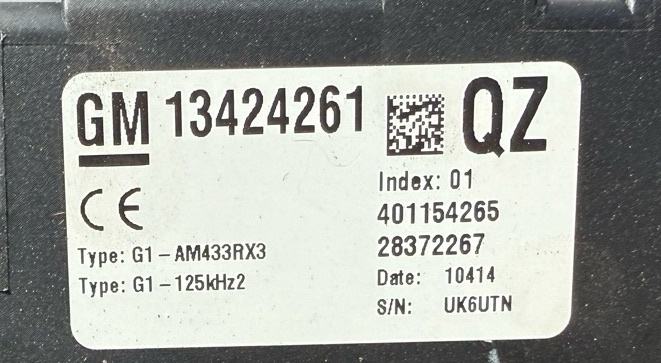 GM 13424261 QZ
CE
Type: G1-AM433RX3
Type: G1-125kHz2
Index: 01
401154265
28372267
Date: 10414
S/N: UK6UTN